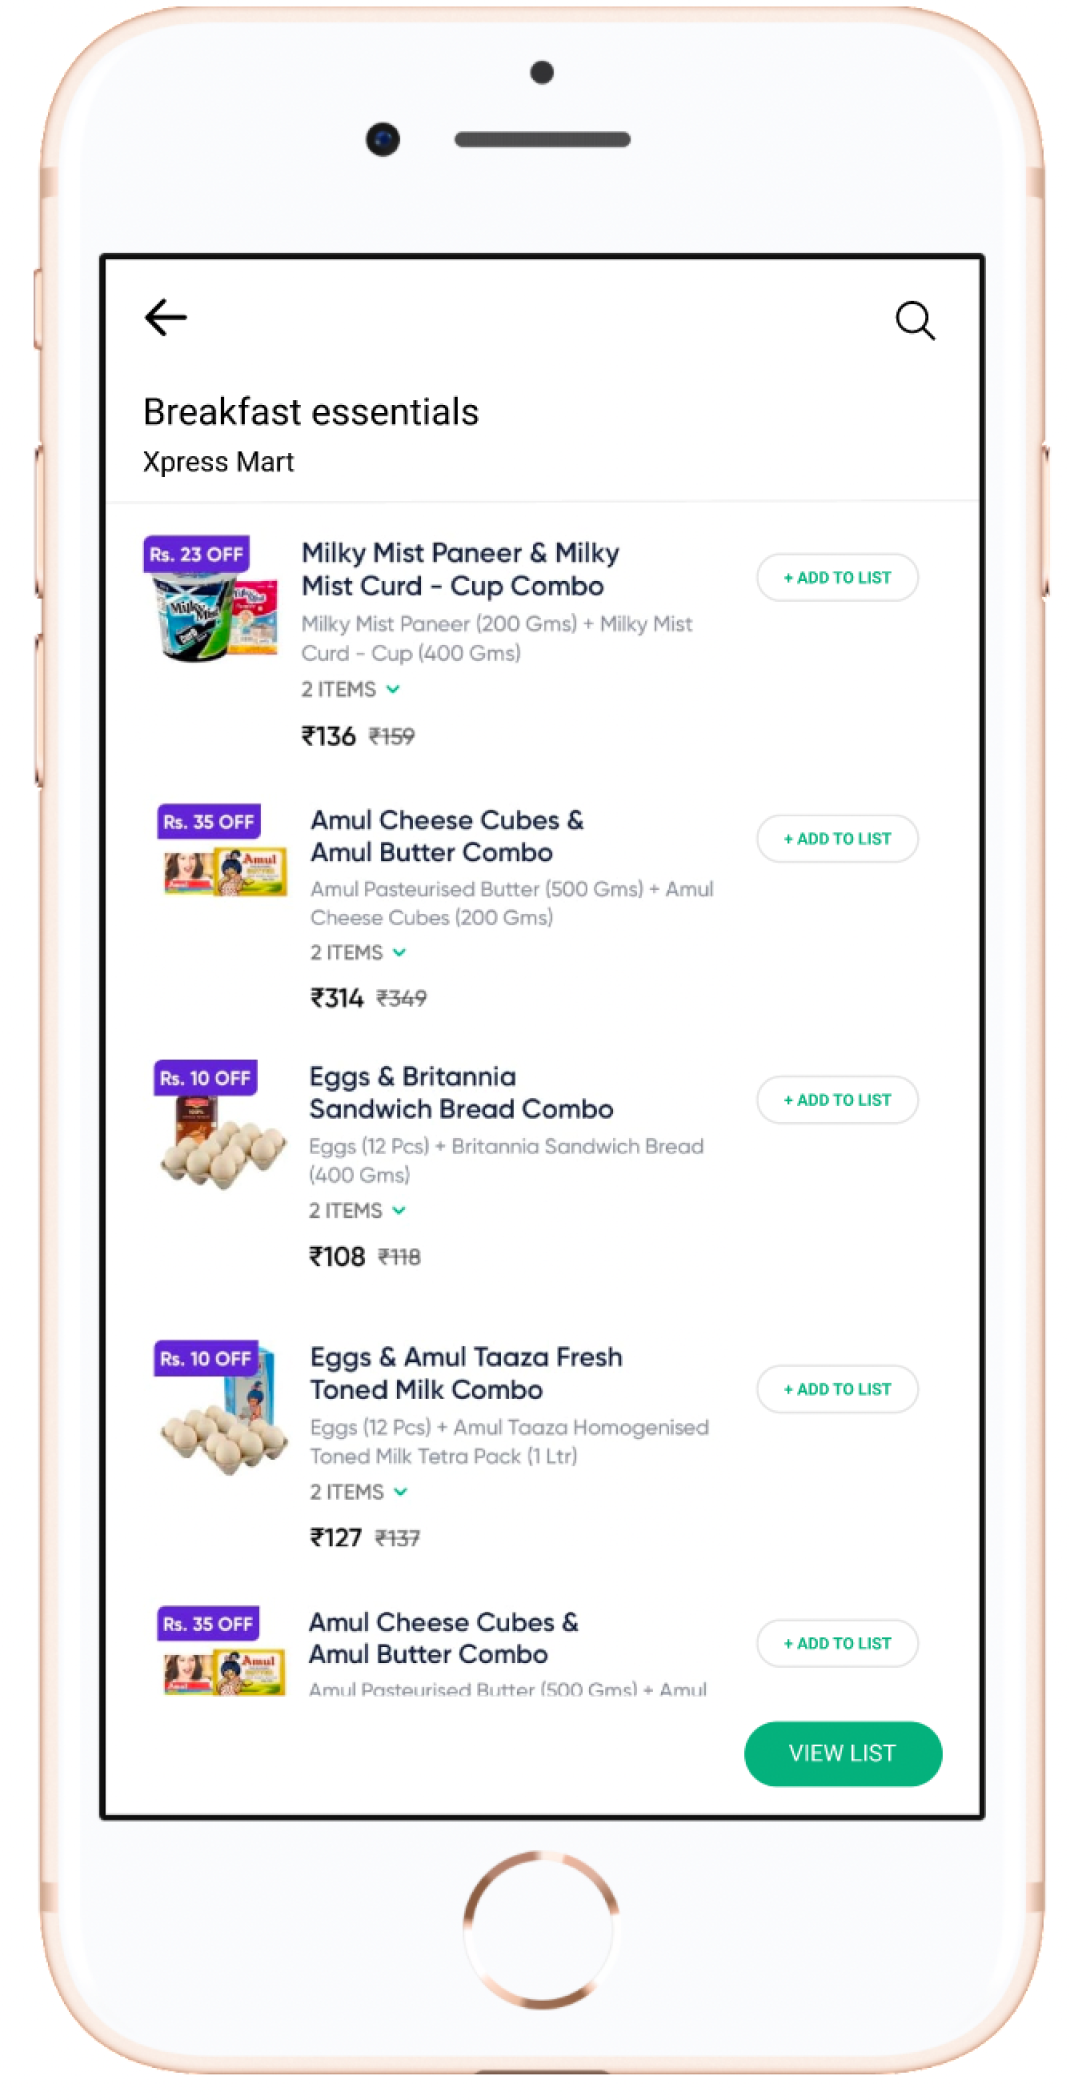 Breakfast essentials
Xpress Mart
Rs. 23 OFF
Milky Mist
Milky Mist Paneer & Milky
Mist Curd - Cup Combo
+ ADD TO LIST
Milky Mist Paneer (200 Gms) + Milky Mist
Curd - Cup (400 Gms)
2 ITEMS
₹136 ₹159
Rs. 35 OFF
Amul
Amul Cheese Cubes &
Amul Butter Combo
+ ADD TO LIST
Amul Pasteurised Butter (500 Gms) + Amul
Cheese Cubes (200 Gms)
2 ITEMS
₹314 ₹349
Rs. 10 OFF
100%
Eggs & Britannia
Sandwich Bread Combo
+ ADD TO LIST
Eggs (12 Pcs) + Britannia Sandwich Bread
(400 Gms)
2 ITEMS
₹108 ₹118
Rs. 10 OFF
Eggs & Amul Taaza Fresh
Toned Milk Combo
+ ADD TO LIST
Eggs (12 Pcs) + Amul Taaza Homogenised
Toned Milk Tetra Pack (1 Ltr)
2 ITEMS
₹127 ₹137
Rs. 35 OFF
Amul
Amul Cheese Cubes &
Amul Butter Combo
+ ADD TO LIST
Amul Pasteurised Butter (500 Gms) + Amul
VIEW LIST